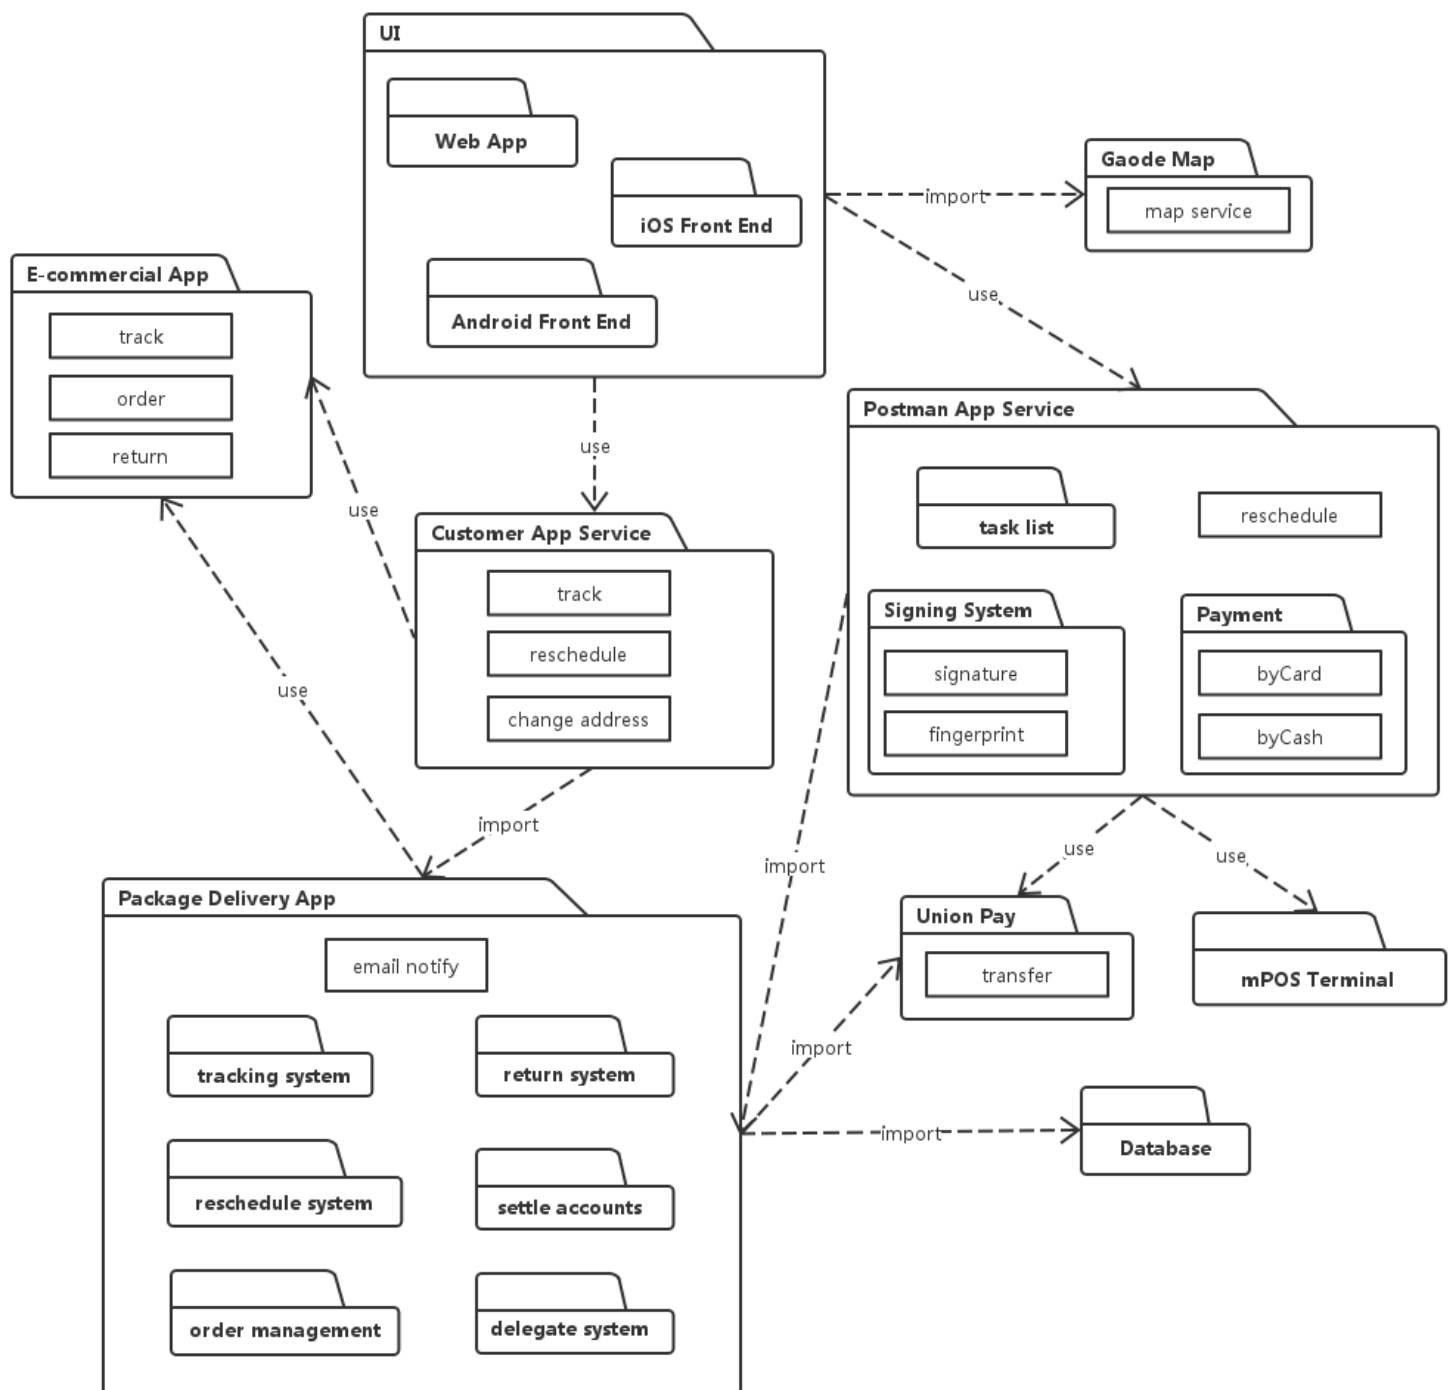 UI
Web App
iOS Front End
Android Front End
import
Gaode Map
map service
use
E-commercial App
track
order
return
use
use
Customer App Service
track
reschedule
change address
Postman App Service
task list
reschedule
Signing System
signature
fingerprint
Payment
byCard
byCash
use
import
import
use
use
Package Delivery App
email notify
tracking system
return system
reschedule system
settle accounts
order management
delegate system
Union Pay
transfer
mPOS Terminal
import
import
Database